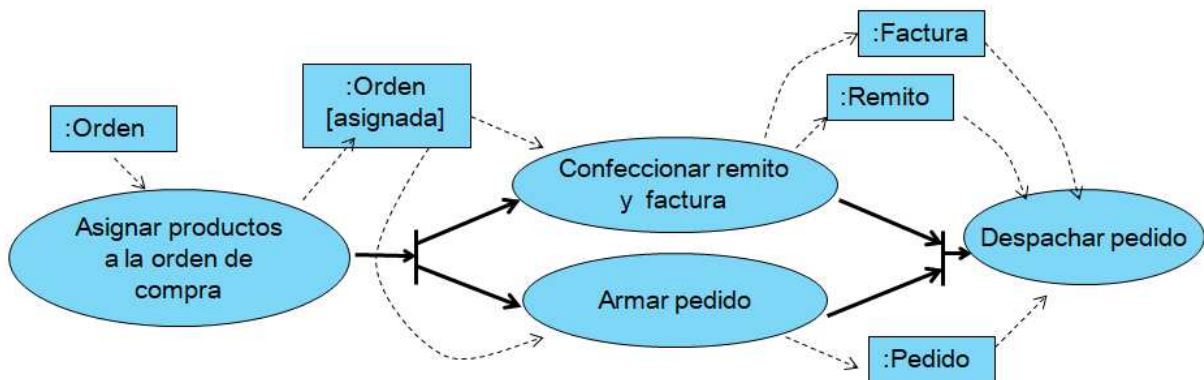 :Orden
:Orden
[asignada]
:Factura
:Remito
Asignar productos
a la orden de
compra
Confeccionar remito
y factura
Armar pedido
Despachar pedido
:Pedido